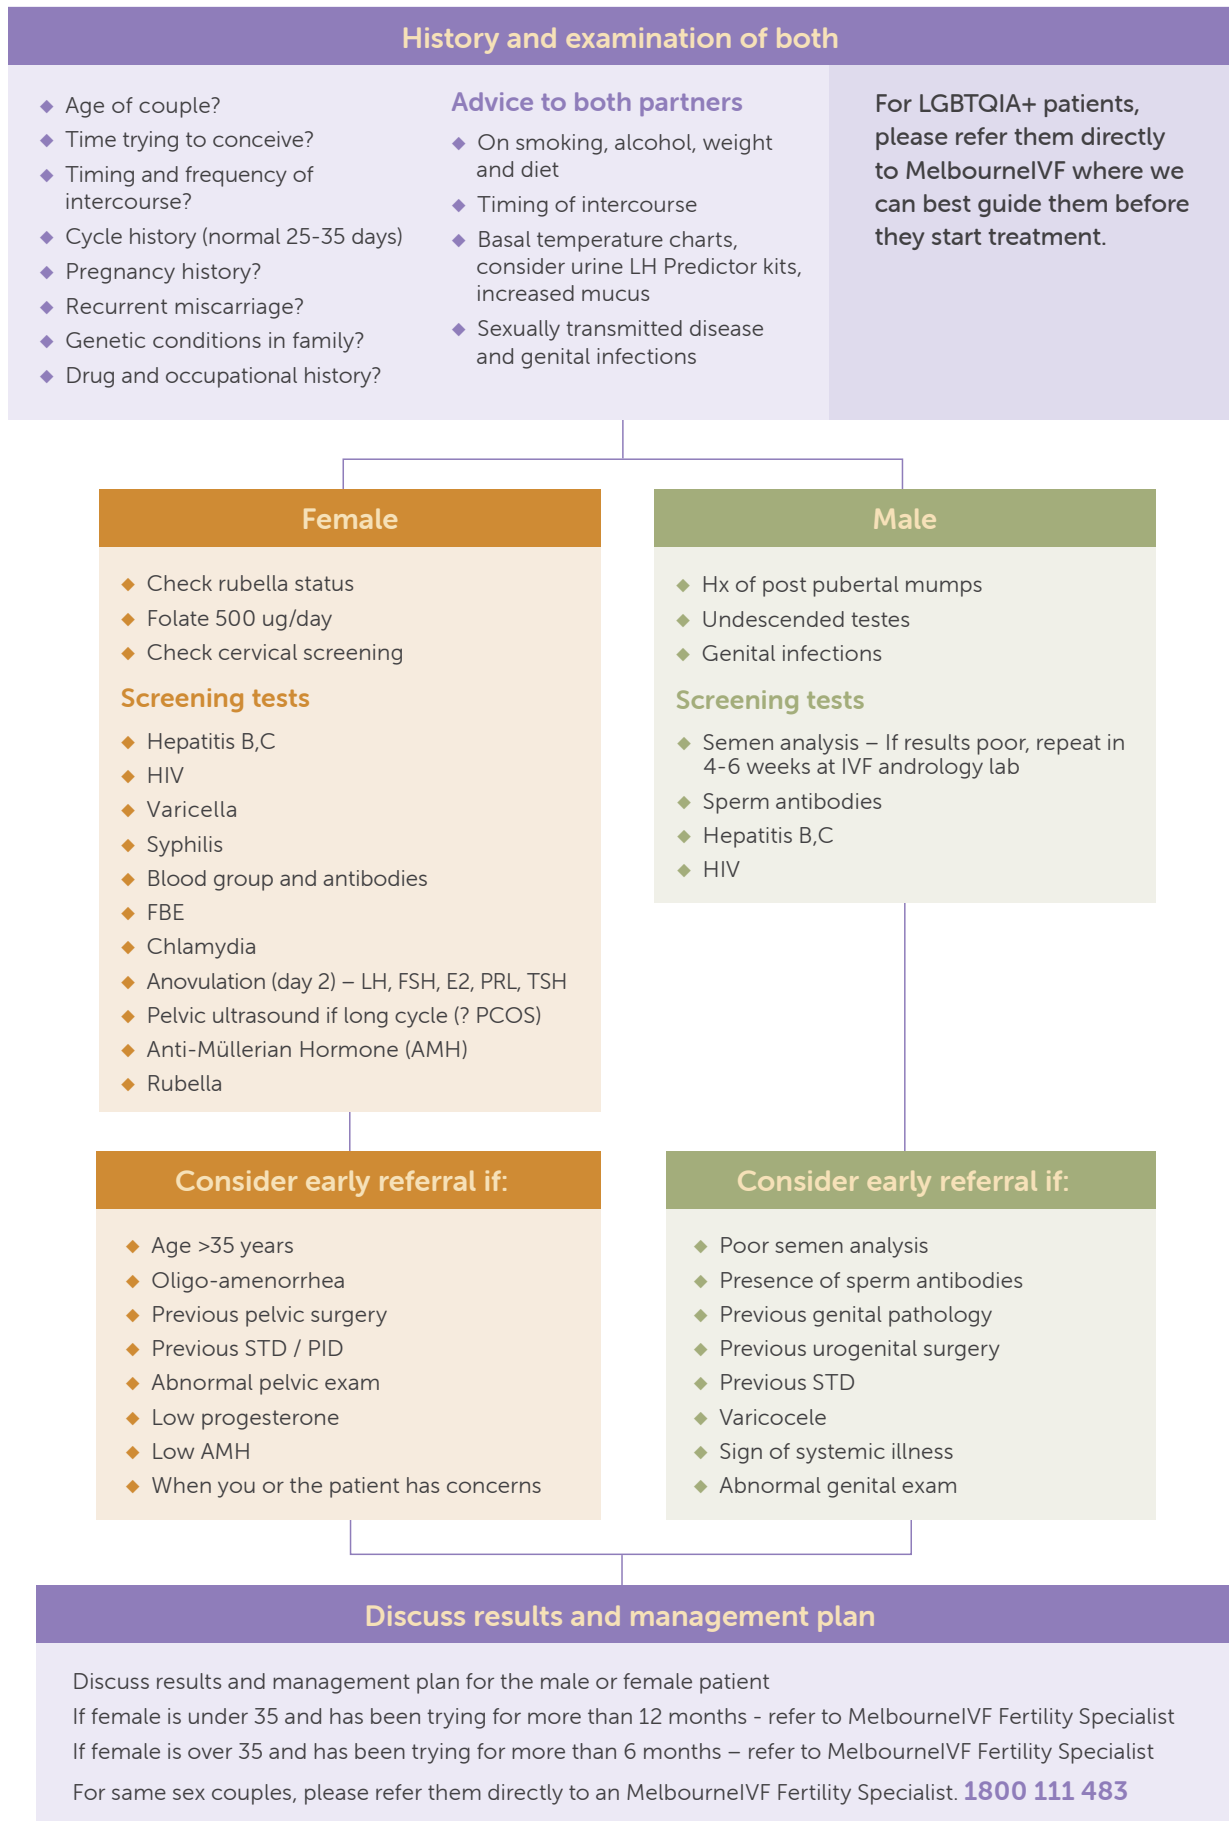 History and examination of both
Age of couple?
Time trying to conceive?
Timing and frequency of
intercourse?
Cycle history (normal 25-35 days)
Pregnancy history?
Recurrent miscarriage?
Genetic conditions in family?
Drug and occupational history?
Advice to both partners
On smoking, alcohol, weight
and diet
Timing of intercourse
Basal temperature charts,
consider urine LH Predictor kits,
increased mucus
Sexually transmitted disease
and genital infections
For LGBTQIA+ patients,
please refer them directly
to MelbourneIVF where we
can best guide them before
they start treatment.
Female
Check rubella status
Folate 500 ug/day
Check cervical screening
Screening tests
Hepatitis B,C
HIV
Varicella
Syphilis
Blood group and antibodies
FBE
Chlamydia
Anovulation (day 2) – LH, FSH, E2, PRL, TSH
Pelvic ultrasound if long cycle (? PCOS)
Anti-Müllerian Hormone (AMH)
Rubella
Male
Hx of post pubertal mumps
Undescended testes
Genital infections
Screening tests
Semen analysis – If results poor, repeat in
4-6 weeks at IVF andrology lab
Sperm antibodies
Hepatitis B,C
HIV
Consider early referral if:
Age >35 years
Oligo-amenorrhea
Previous pelvic surgery
Previous STD / PID
Abnormal pelvic exam
Low progesterone
Low AMH
When you or the patient has concerns
Consider early referral if:
Poor semen analysis
Presence of sperm antibodies
Previous genital pathology
Previous urogenital surgery
Previous STD
Varicocele
Sign of systemic illness
Abnormal genital exam
Discuss results and management plan
Discuss results and management plan for the male or female patient
If female is under 35 and has been trying for more than 12 months - refer to MelbourneIVF Fertility Specialist
If female is over 35 and has been trying for more than 6 months – refer to MelbourneIVF Fertility Specialist
For same sex couples, please refer them directly to an MelbourneIVF Fertility Specialist. 1800 111 483